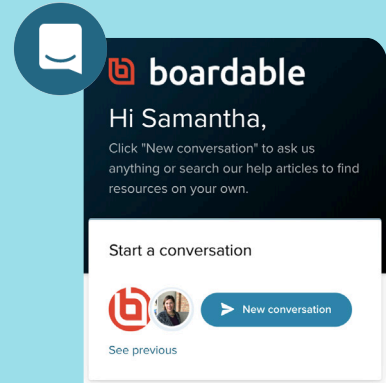 boardable
Hi Samantha,
Click "New conversation" to ask us
anything or search our help articles to find
resources on your own.
Start a conversation
New conversation
See previous